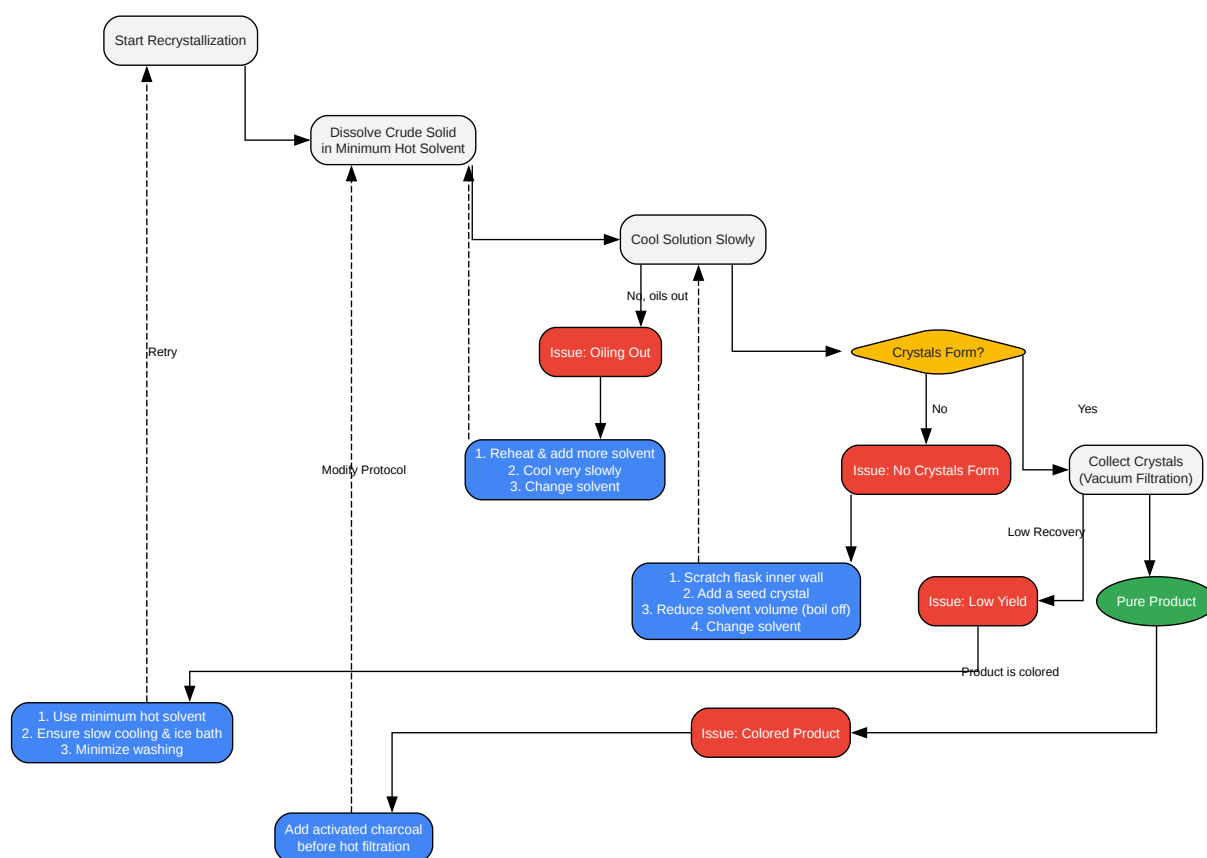 Start Recrystallization
Dissolve Crude Solid
in Minimum Hot Solvent
Cool Solution Slowly
No, oils out
Issue: Oiling Out
Crystals Form?
Retry
No
Yes
1. Reheat & add more solvent
2. Cool very slowly
3. Change solvent
Modify Protocol
Issue: No Crystals Form
Collect Crystals
(Vacuum Filtration)
Low Recovery
1. Scratch flask inner wall
2. Add a seed crystal
3. Reduce solvent volume (boil off)
4. Change solvent
Issue: Low Yield
Pure Product
Product is colored
1. Use minimum hot solvent
2. Ensure slow cooling & ice bath
3. Minimize washing
Issue: Colored Product
Add activated charcoal
before hot filtration